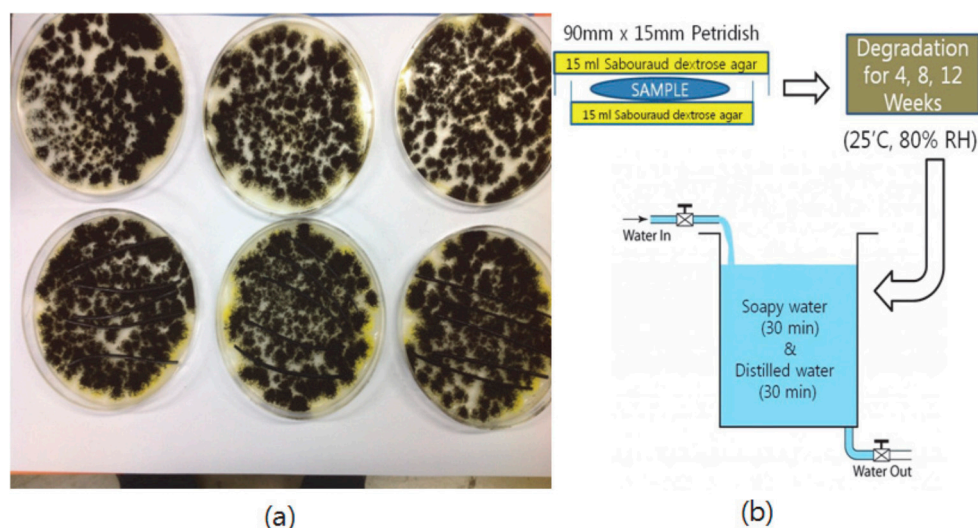 90mm x 15mm Petridish
15 ml Sabouraud dextrose agar
SAMPLE
15 ml Sabouraud dextrose agar
Degradation
for 4, 8, 12
Weeks
(25'C, 80% RH)
Water In
Soapy water
(30 min)
&
Distilled water
(30 min)
Water Out
(a)
(b)